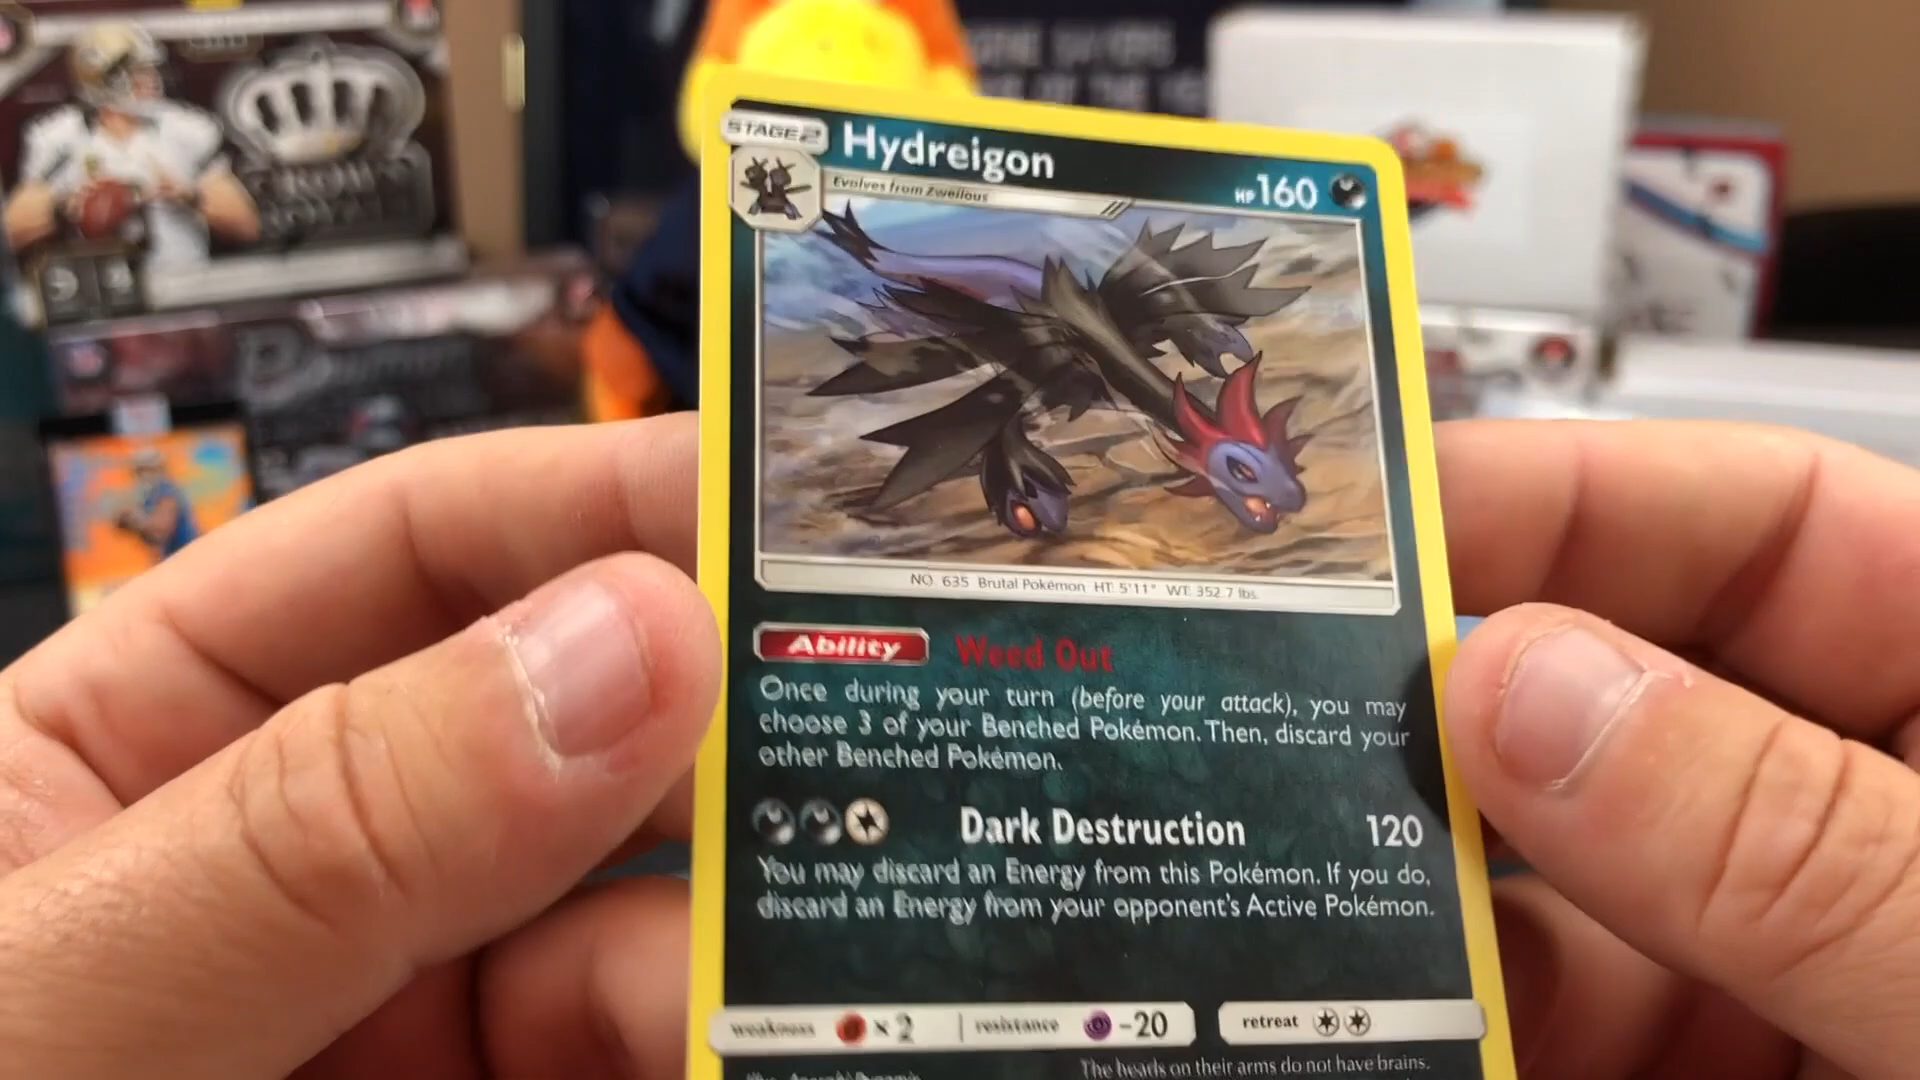 STAGE 2
Hydreigon
HP 160
Evolves from Zweilous
NO. 635 Brutal Pokémon HT: 5'11" WT: 352.7 lbs.
Ability Weed Out
Once during your turn (before your attack), you may
choose 3 of your Benched Pokémon. Then, discard your
other Benched Pokémon.
Dark Destruction 120
You may discard an Energy from this Pokémon. If you do,
discard an Energy from your opponent's Active Pokémon.
weakness ×2 resistance -20 retreat
The heads on their arms do not have brains.
CROWN
ROYALE